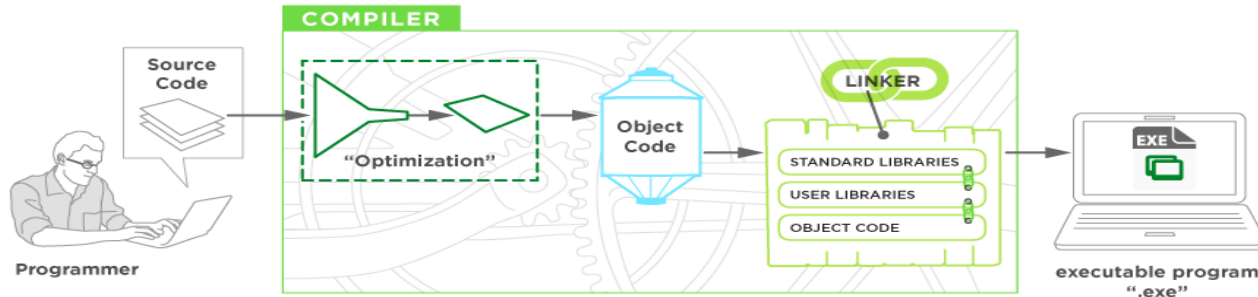 COMPILER
Source
Code
Programmer
"Optimization"
Object
Code
LINKER
STANDARD LIBRARIES
USER LIBRARIES
OBJECT CODE
EXE
executable program
".exe"